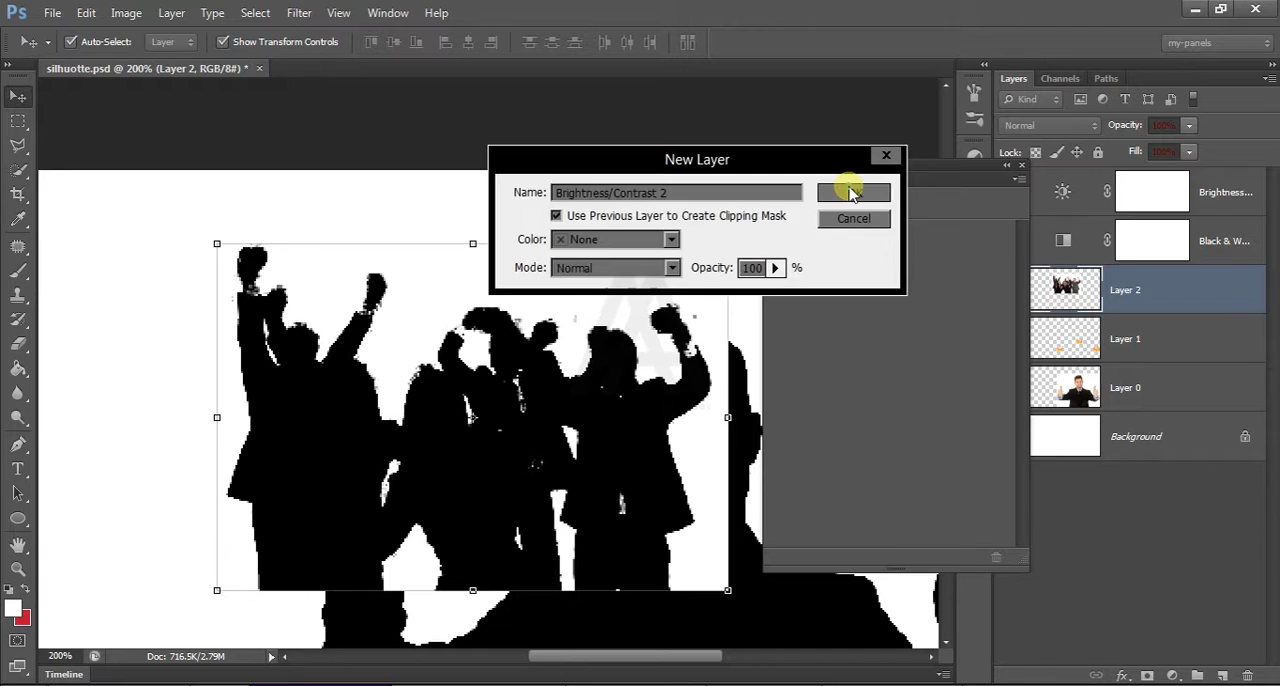 Ps File Edit Image Layer Type Select Filter View Window Help
Auto-Select: Layer Show Transform Controls my-panels
silhuotte.psd @ 200% (Layer 2, RGB/8#) * ×
Layers Channels Paths
Kind
Normal Opacity: 100%
Lock: Fill: 100%
New Layer
Name: Brightness/Contrast 2
Use Previous Layer to Create Clipping Mask Cancel
Color: × None
Mode: Normal Opacity: 100 %
Brightness...
Black & W...
Layer 2
Layer 1
Layer 0
Background
200% Doc: 716.5K/2.79M
Timeline